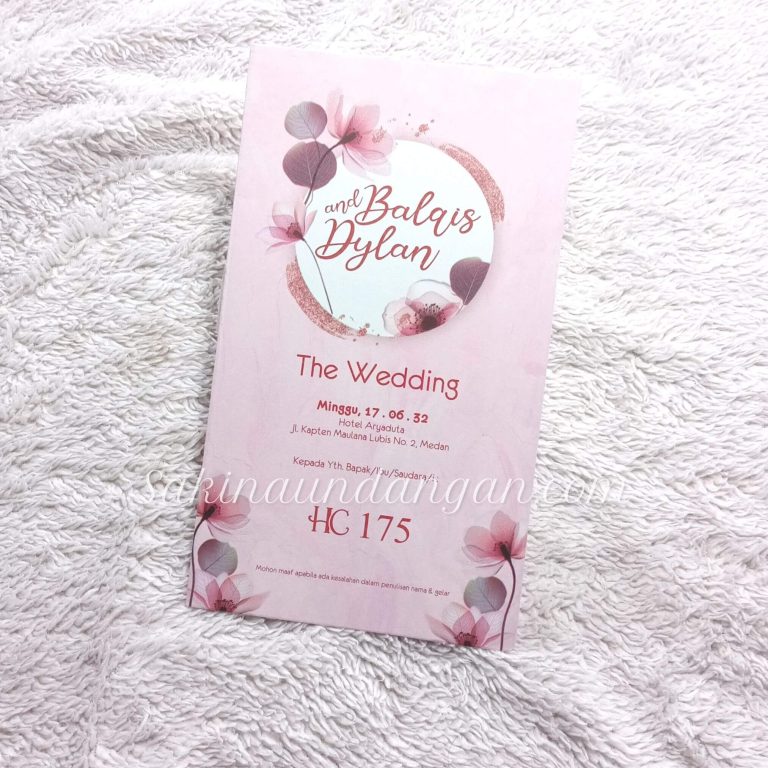 and Balqis
Dylan
The Wedding
Minggu, 17 . 06 . 32
Hotel Aryaduta
Jl. Kapten Maulana Lubis No. 2, Medan
Kepada Yth. Bapak/Ibu/Saudara/i:
Sakinaundangan.com
HC 175
Mohon maaf apabila ada kesalahan dalam penulisan nama & gelar